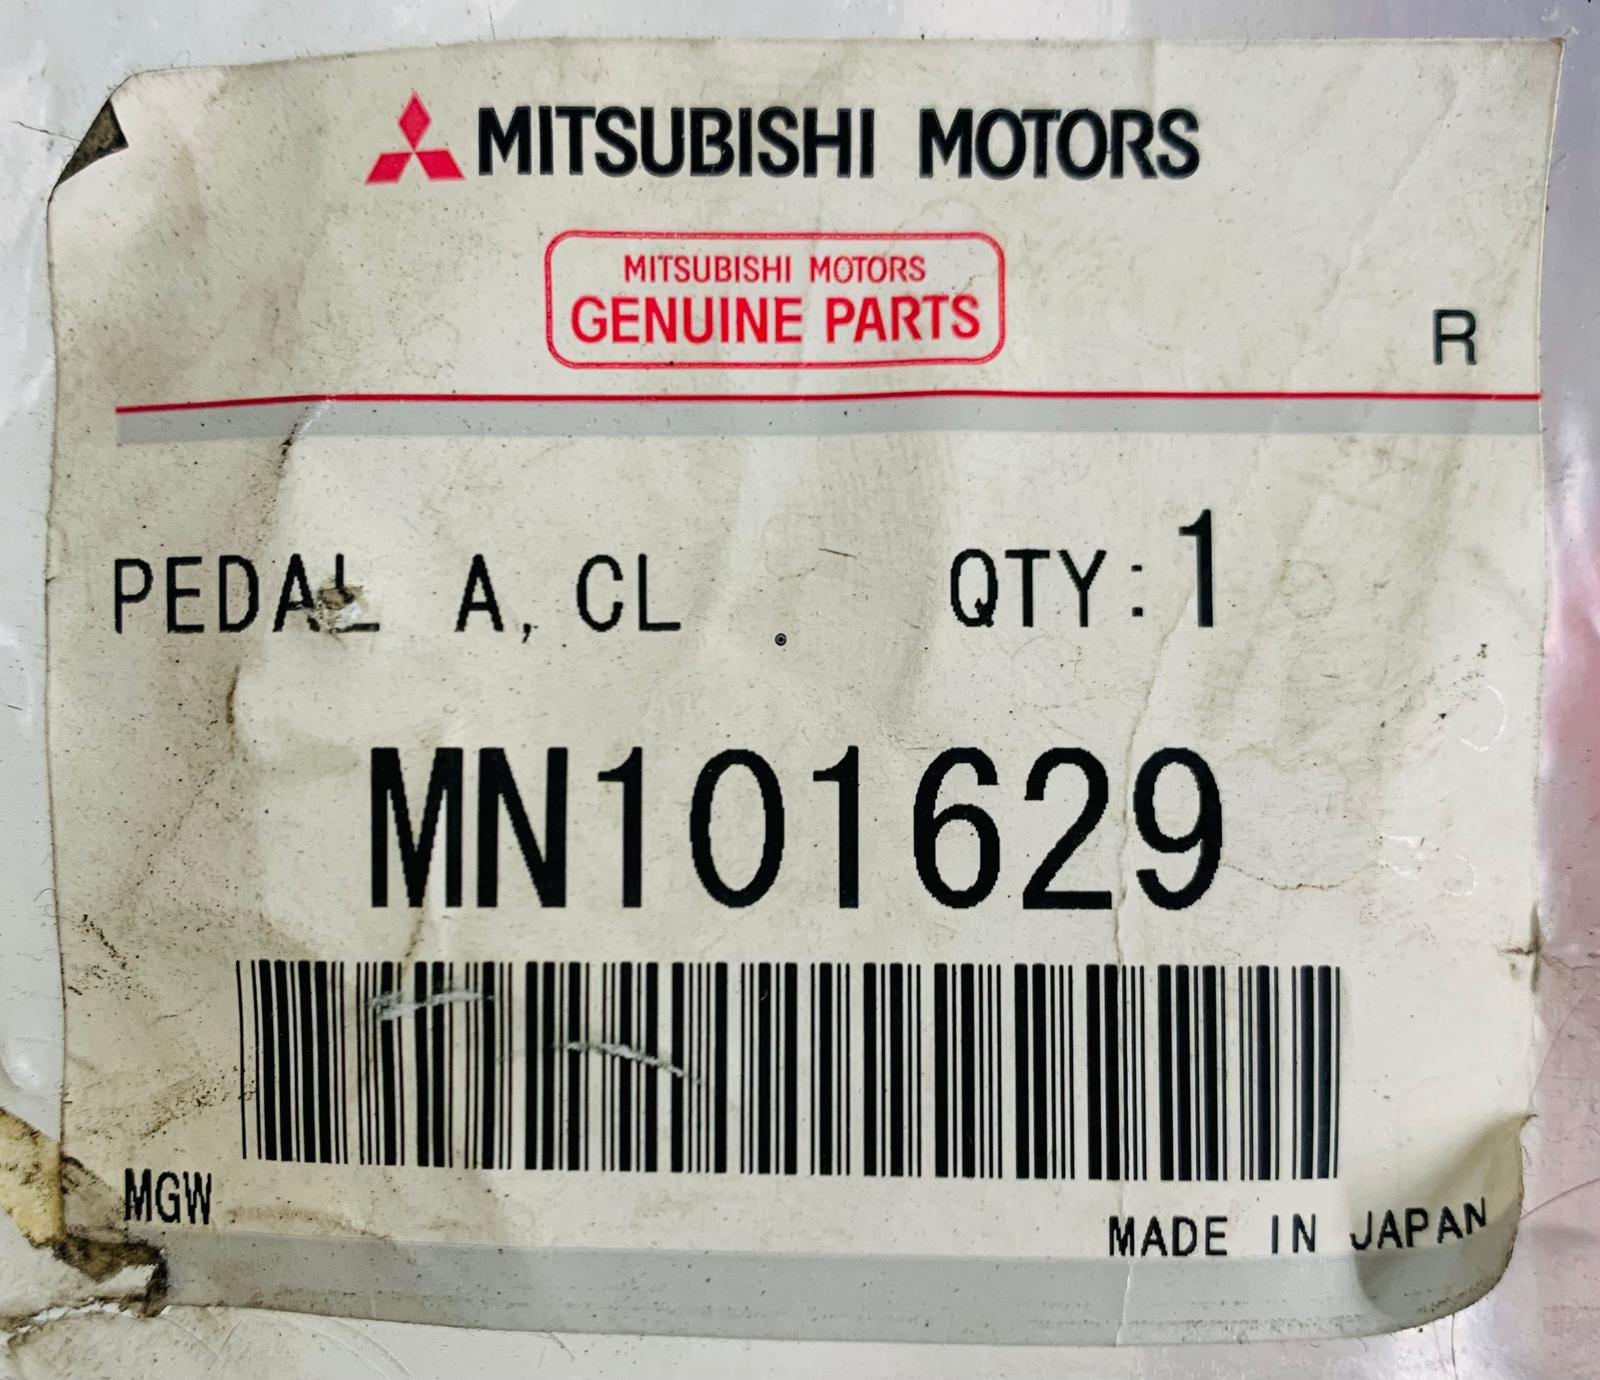 MITSUBISHI MOTORS
MITSUBISHI MOTORS
GENUINE PARTS
R
PEDAL A, CL QTY: 1
MN101629
MGW
MADE IN JAPAN